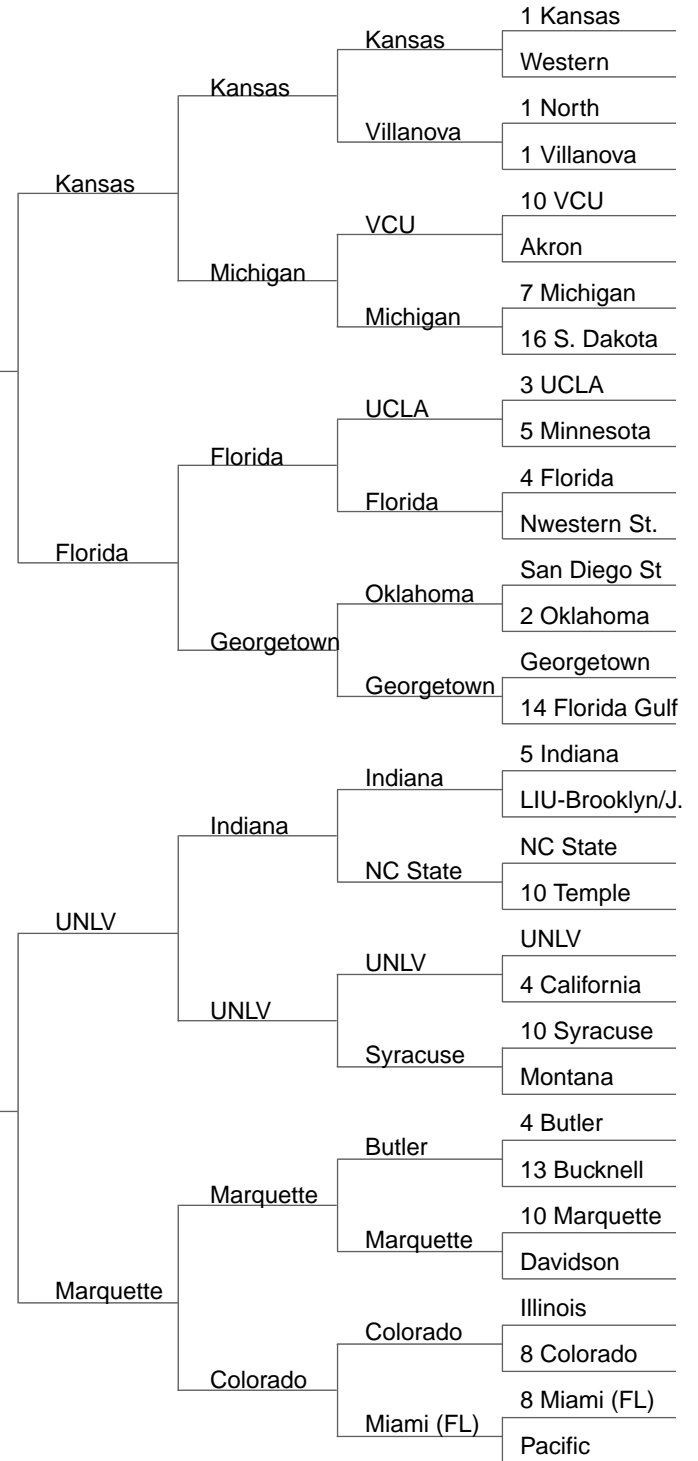 1 Kansas
Kansas
Western
Kansas
1 North
Villanova
1 Villanova
Kansas
10 VCU
VCU
Akron
Michigan
7 Michigan
Michigan
16 S. Dakota
3 UCLA
UCLA
5 Minnesota
Florida
4 Florida
Florida
Nwestern St.
Florida
San Diego St
Oklahoma
2 Oklahoma
Georgetown
Georgetown
Georgetown
14 Florida Gulf
5 Indiana
Indiana
LIU-Brooklyn/J.
Indiana
NC State
NC State
10 Temple
UNLV
UNLV
UNLV
4 California
UNLV
10 Syracuse
Syracuse
Montana
4 Butler
Butler
13 Bucknell
Marquette
10 Marquette
Marquette
Davidson
Marquette
Illinois
Colorado
8 Colorado
Colorado
8 Miami (FL)
Miami (FL)
Pacific